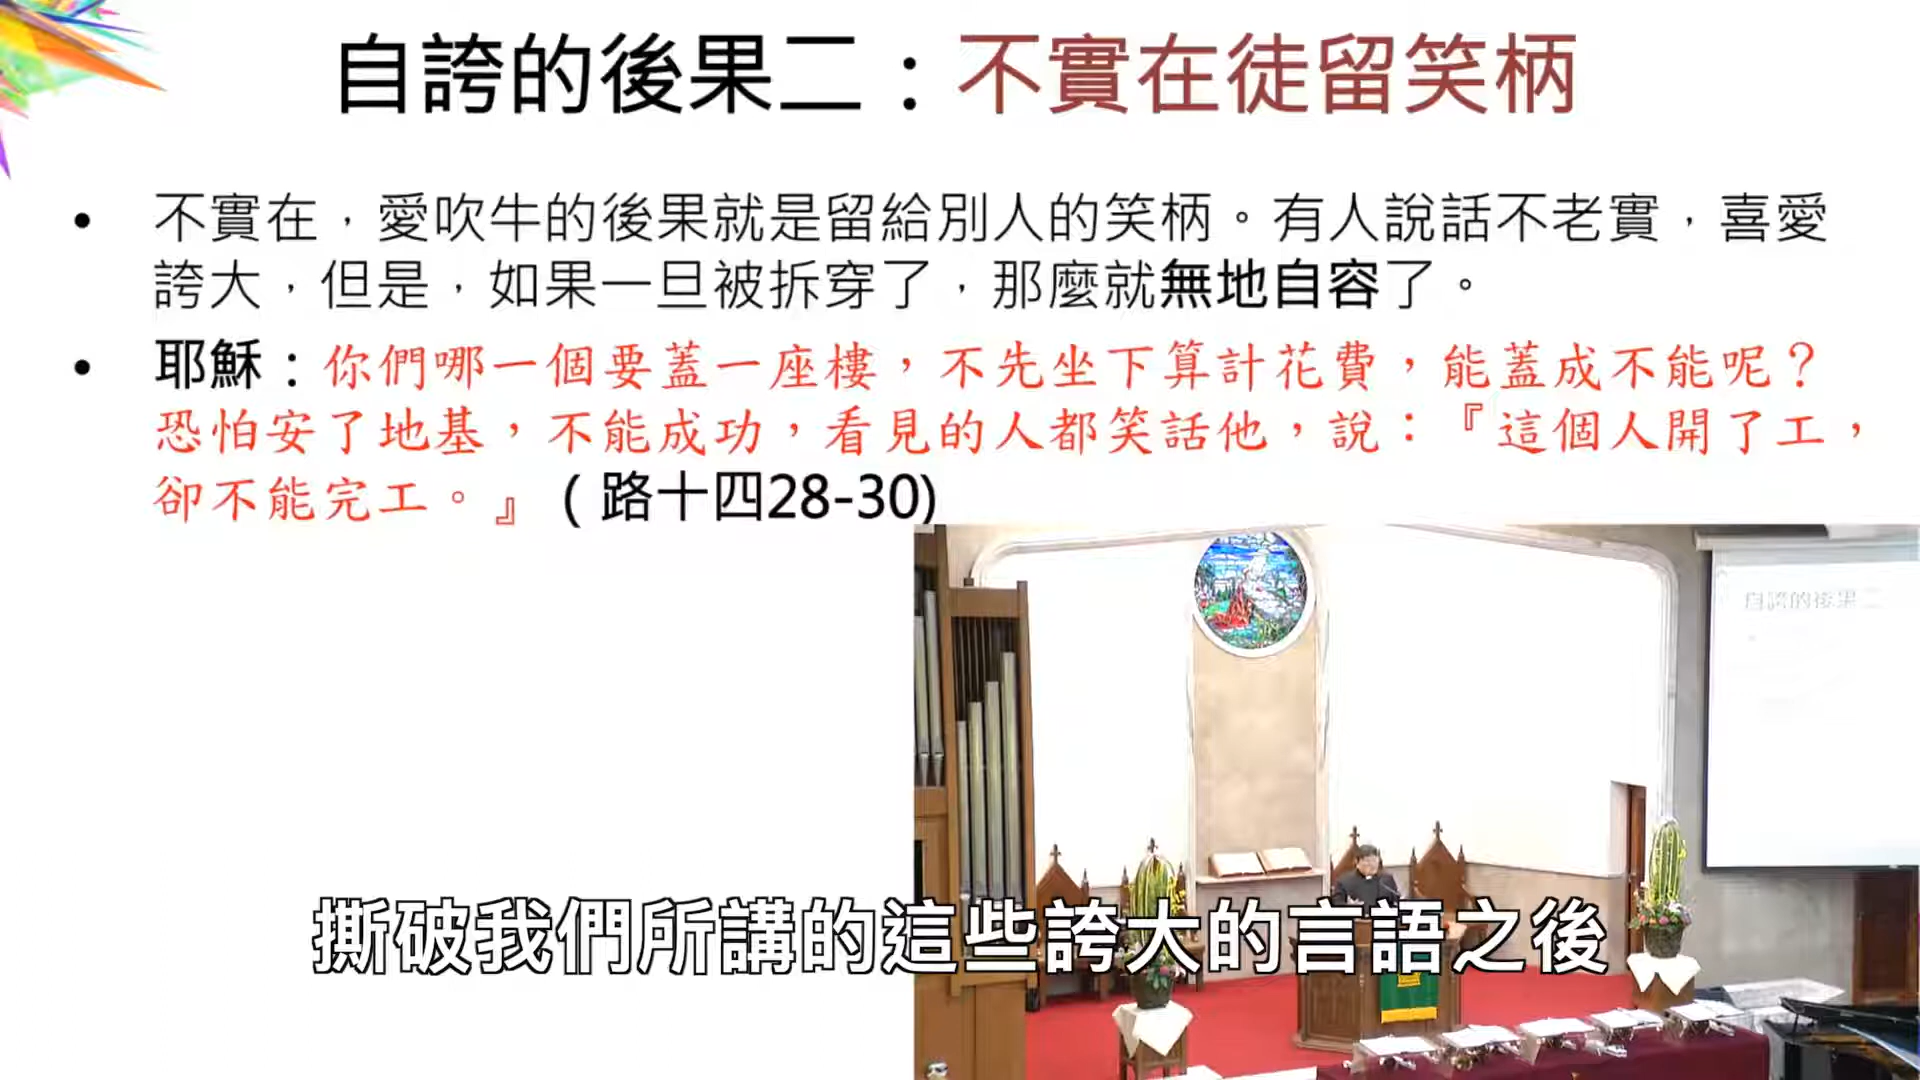 自誇的後果二：不實在徒留笑柄
• 不實在，愛吹牛的後果就是留給別人的笑柄。有人說話不老實，喜愛
誇大，但是，如果一旦被拆穿了，那麼就無地自容了。
• 耶穌：你們哪一個要蓋一座樓，不先坐下算計花費，能蓋成不能呢？
恐怕安了地基，不能成功，看見的人都笑話他，說：『這個人開了工，
卻不能完工。』（路十四28-30)
自誇的後果二
撕破我們所講的這些誇大的言語之後